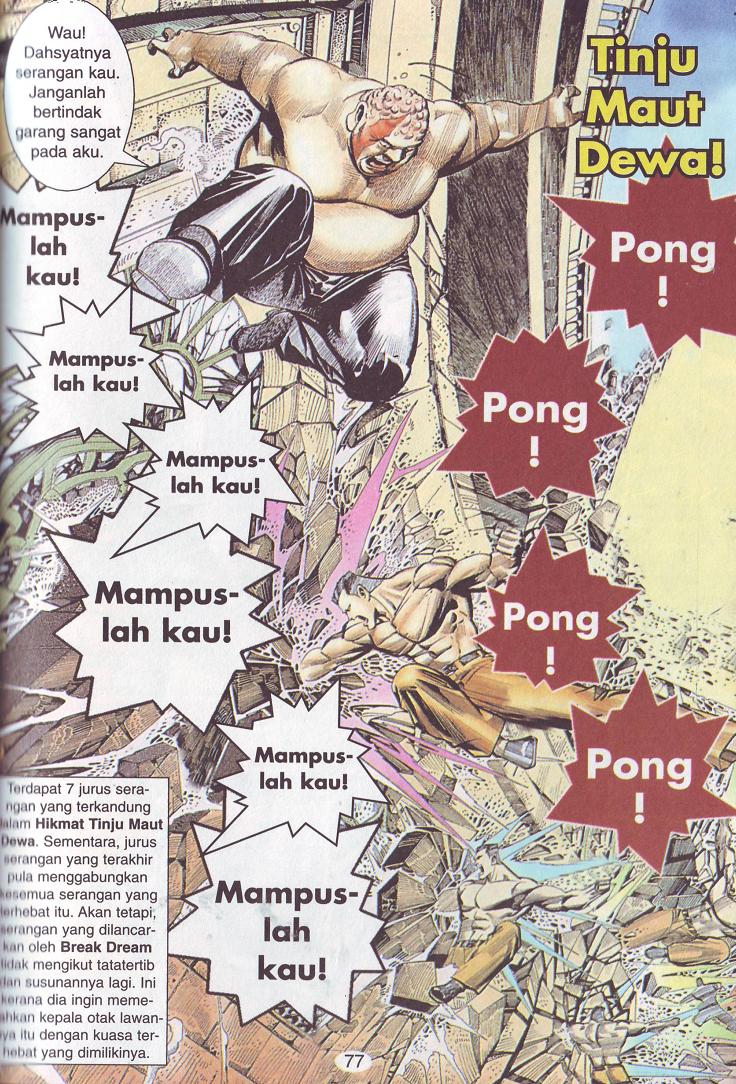 Wau!
Dahsyatnya
serangan kau.
Janganlah
bertindak
garang sangat
pada aku.
Tinju
Maut
Dewa!
Mampus-
lah
kau!
Pong
!
Mampus-
lah kau!
Pong
!
Mampus-
lah kau!
Mampus-
lah kau!
Pong
!
Mampus-
lah kau!
Pong
!
Mampus-
lah
kau!
Terdapat 7 jurus sera-
ngan yang terkandung
dalam Hikmat Tinju Maut
Dewa. Sementara, jurus
serangan yang terakhir
pula menggabungkan
kesemua serangan yang
terhebat itu. Akan tetapi,
serangan yang dilancar-
kan oleh Break Dream
tidak mengikut tatatertib
dan susunannya lagi. Ini
kerana dia ingin meme-
ahkan kepala otak lawan-
nya itu dengan kuasa ter-
hebat yang dimilikinya.
77